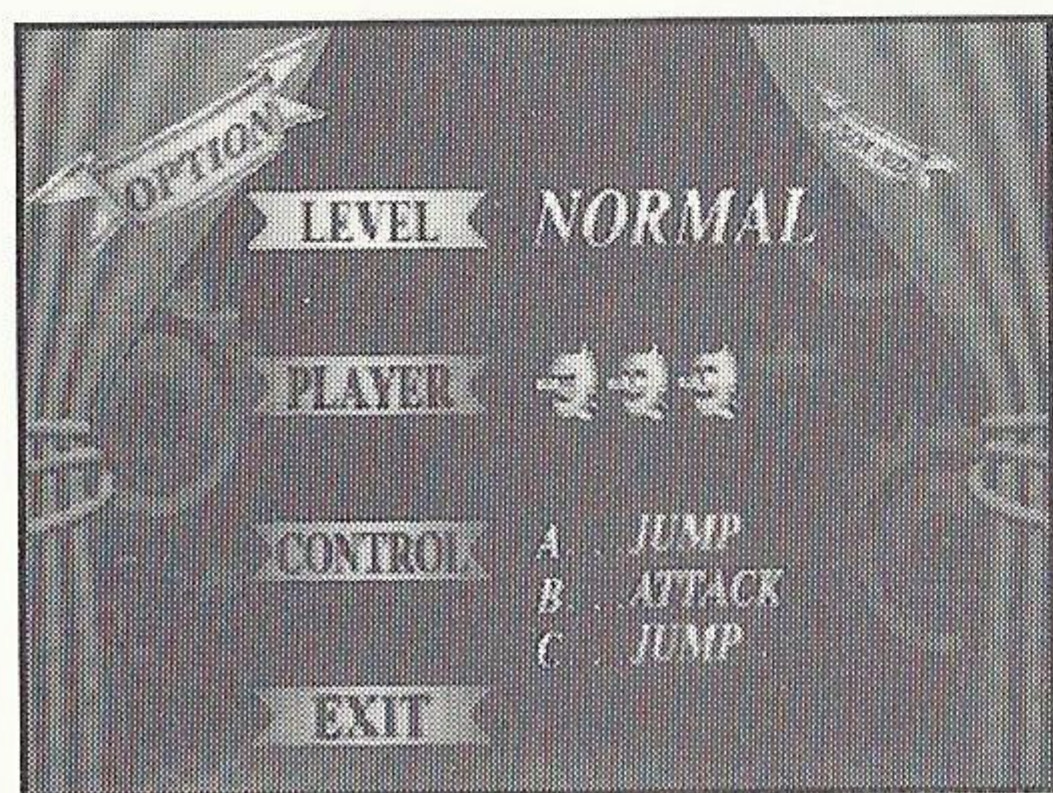 OPTION
LEVEL NORMAL
PLAYER
CONTROL A...JUMP
B...ATTACK
C...JUMP
EXIT